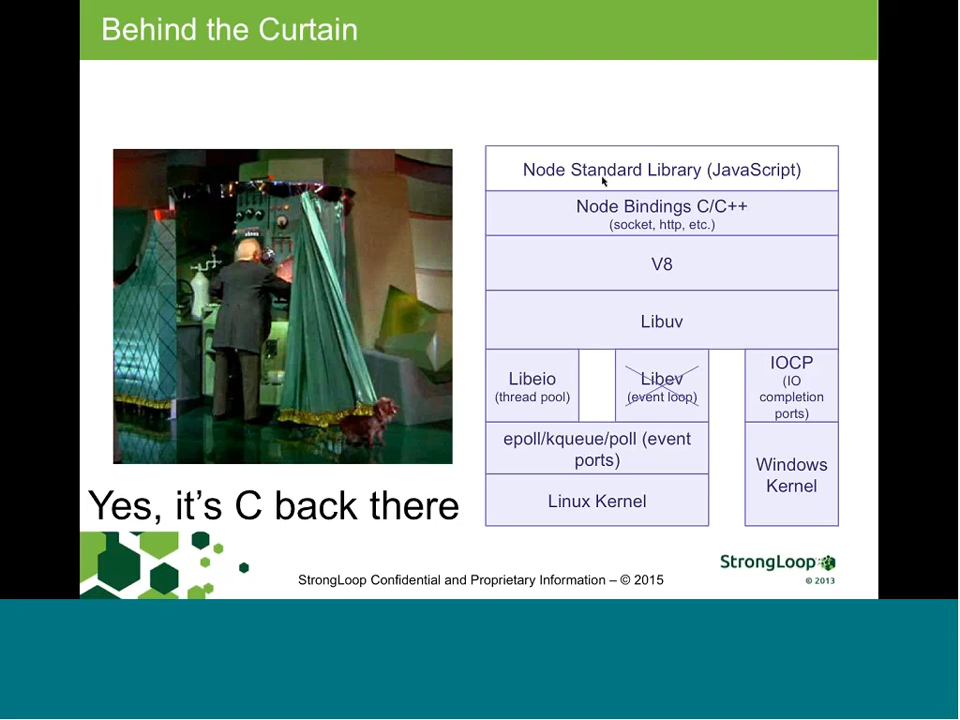 Behind the Curtain
Node Standard Library (JavaScript)
Node Bindings C/C++
(socket, http, etc.)
V8
Libuv
Libeio
(thread pool)
Libev
(event loop)
IOCP
(IO
completion
ports)
epoll/kqueue/poll (event
ports)
Windows
Kernel
Linux Kernel
Yes, it's C back there
StrongLoop
© 2013
StrongLoop Confidential and Proprietary Information – © 2015